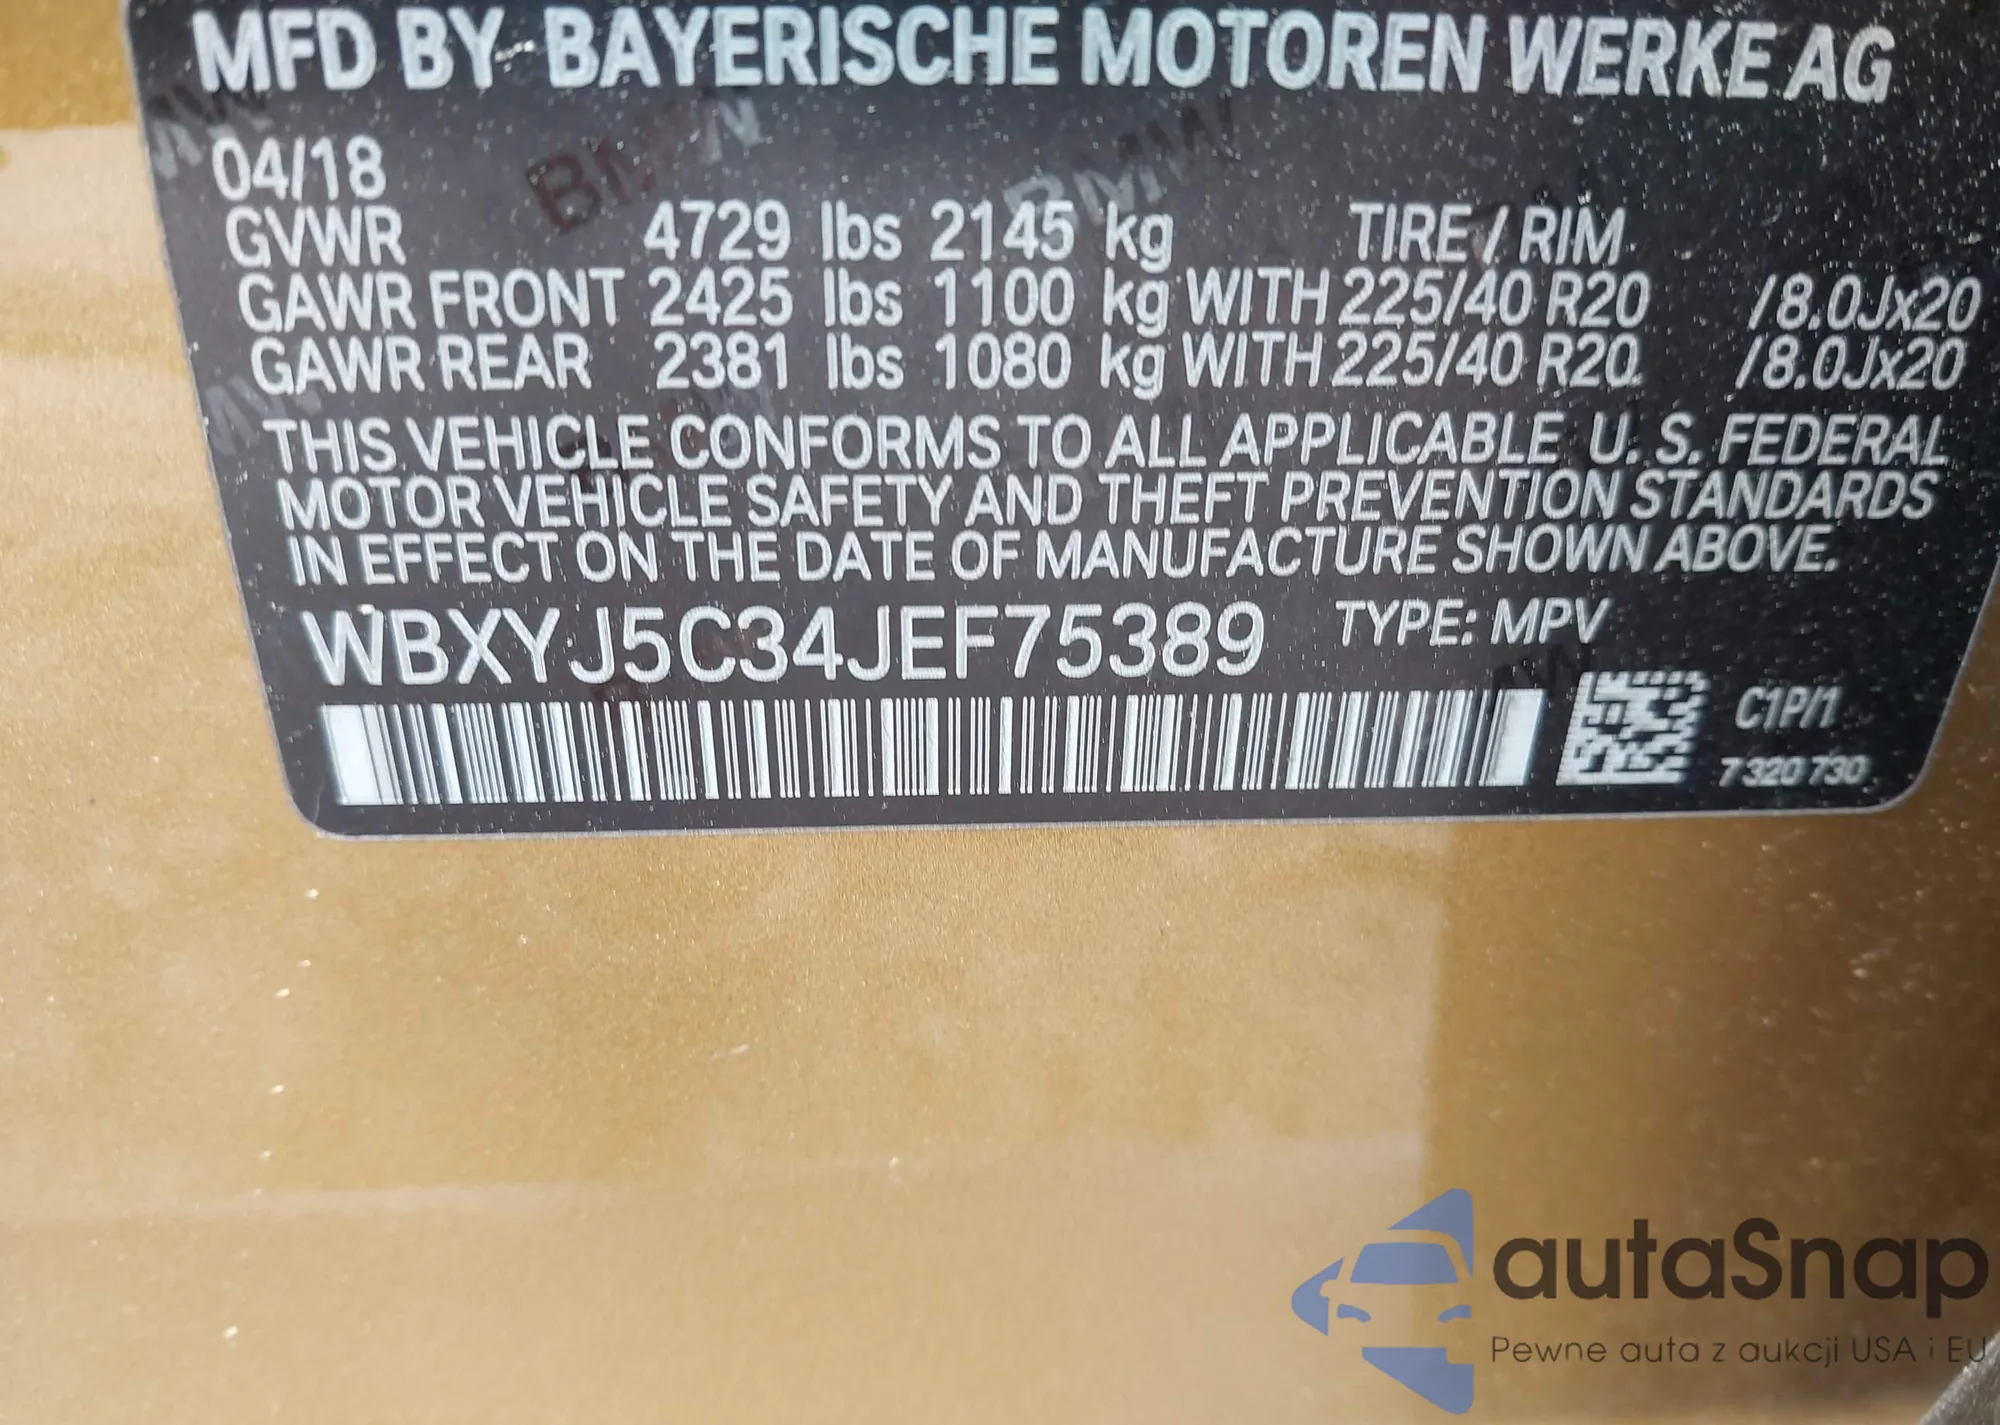 MFD BY BAYERISCHE MOTOREN WERKE AG
04/18
GVWR 4729 lbs 2145 kg TIRE / RIM
GAWR FRONT 2425 lbs 1100 kg WITH 225/40 R20 /8.0Jx20
GAWR REAR 2381 lbs 1080 kg WITH 225/40 R20 /8.0Jx20
THIS VEHICLE CONFORMS TO ALL APPLICABLE U. S. FEDERAL
MOTOR VEHICLE SAFETY AND THEFT PREVENTION STANDARDS
IN EFFECT ON THE DATE OF MANUFACTURE SHOWN ABOVE.
WBXYJ5C34JEF75389 TYPE: MPV
C1P/1
7 320 730
autaSnap
Pewne auta z aukcji USA i EU